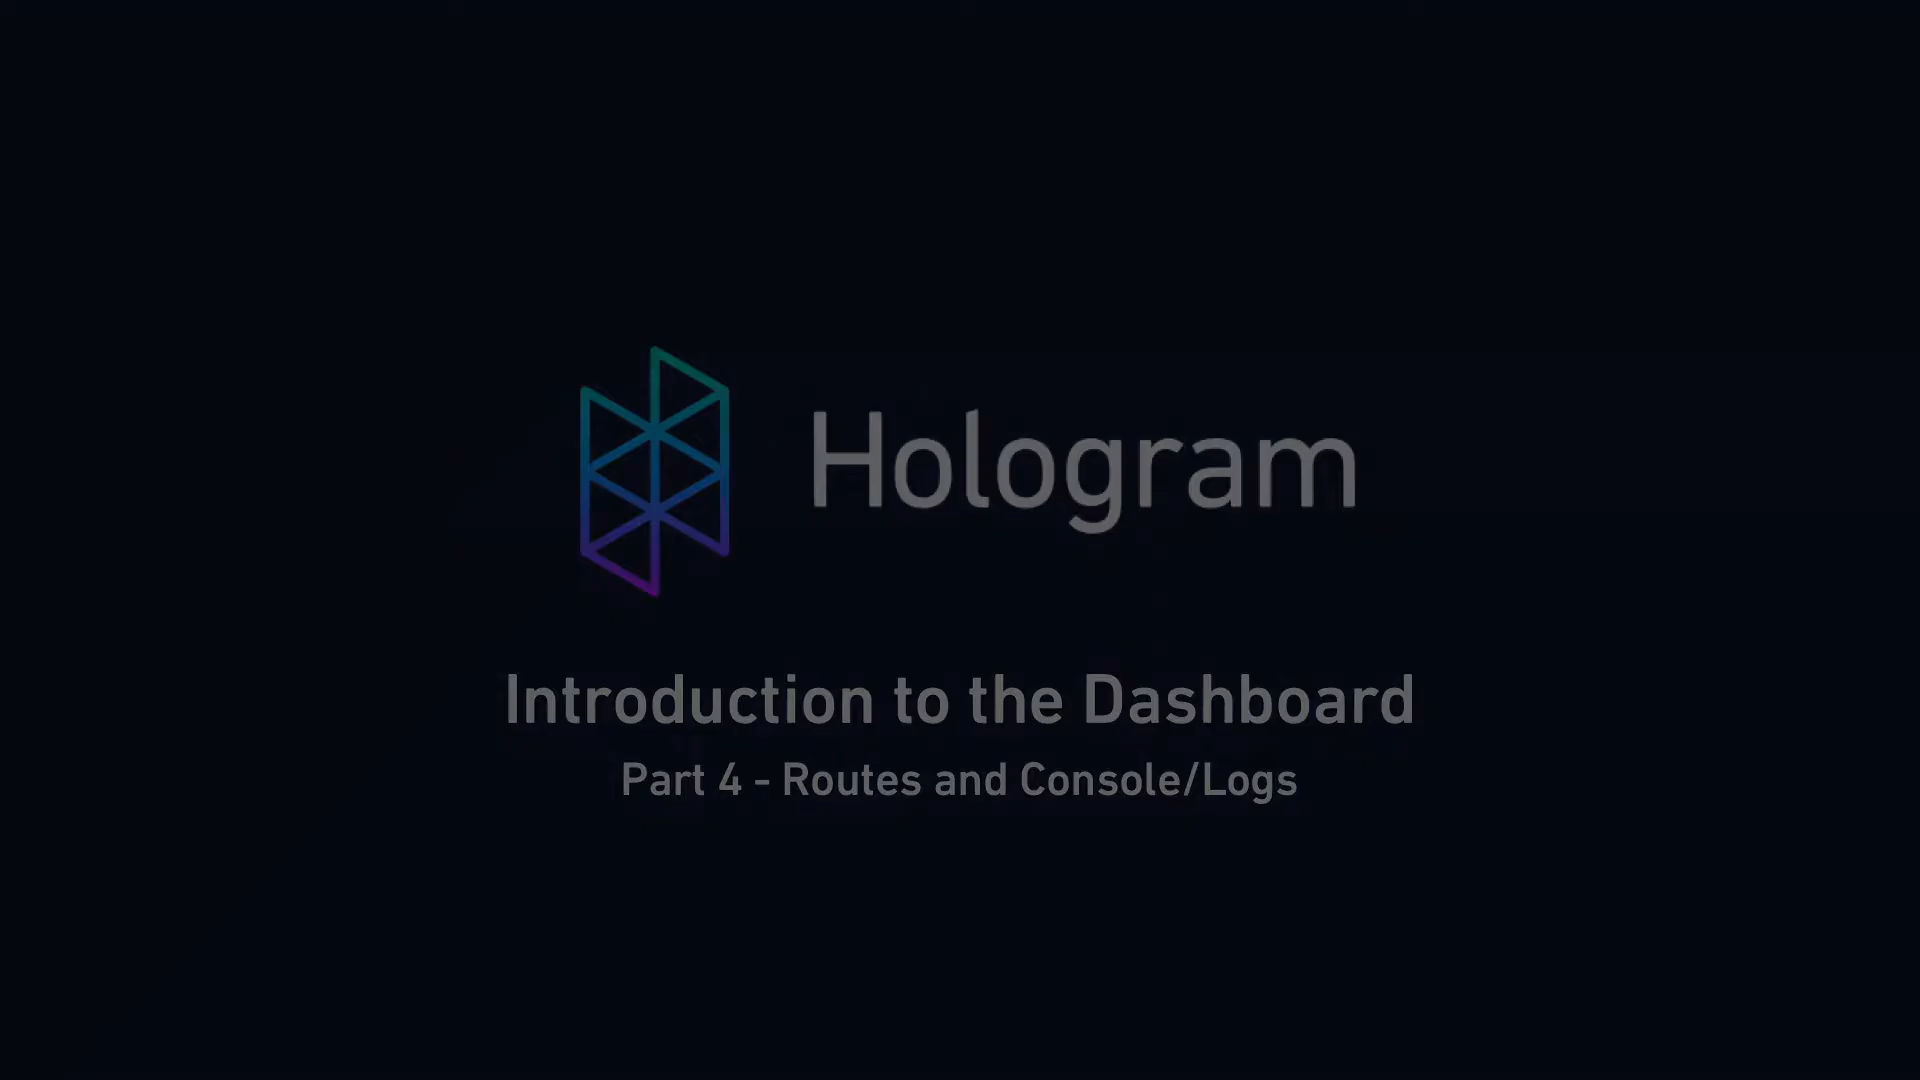 Hologram
Introduction to the Dashboard
Part 4 - Routes and Console/Logs